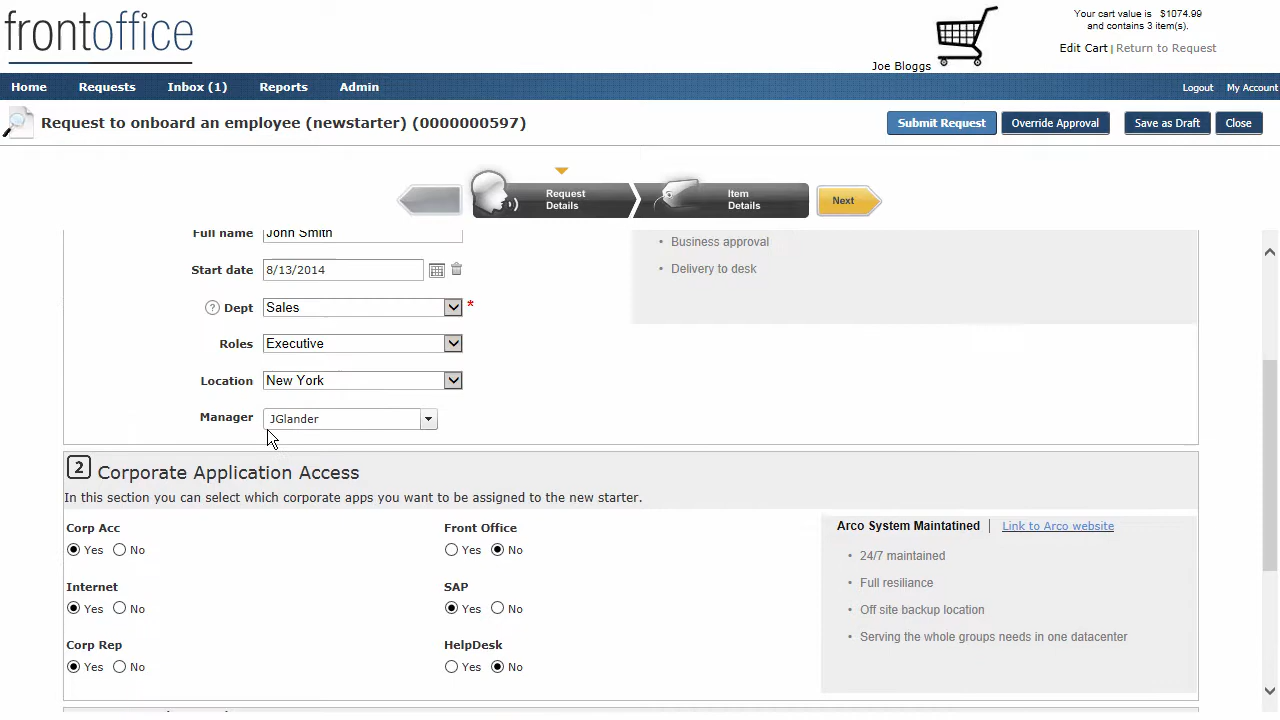 frontoffice
Your cart value is $1074.99
and contains 3 item(s).
Edit Cart | Return to Request
Joe Bloggs
Home Requests Inbox (1) Reports Admin Logout My Account
Request to onboard an employee (newstarter) (0000000597) Submit Request Override Approval Save as Draft Close
Request Details
Item Details
Next
Full name John Smith
Start date 8/13/2014
? Dept Sales *
Roles Executive
Location New York
Manager JGlander
• Business approval
• Delivery to desk
2 Corporate Application Access
In this section you can select which corporate apps you want to be assigned to the new starter.
Corp Acc
Yes No
Front Office
Yes No
Internet
Yes No
SAP
Yes No
Corp Rep
Yes No
HelpDesk
Yes No
Arco System Maintatined | Link to Arco website
• 24/7 maintained
• Full resiliance
• Off site backup location
• Serving the whole groups needs in one datacenter